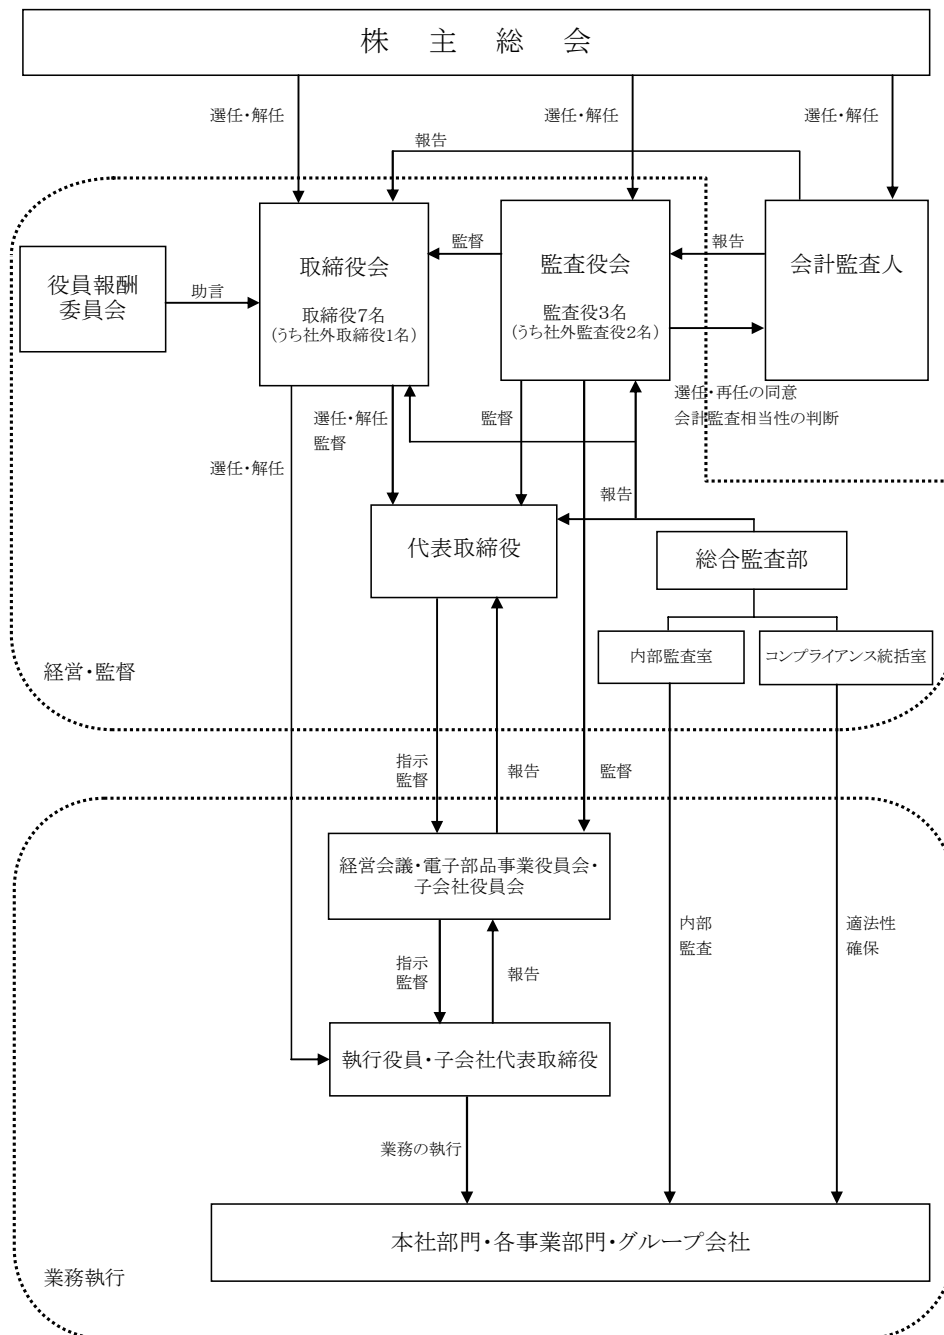 株主総会
選任・解任
選任・解任
選任・解任
報告
役員報酬
委員会
助言
取締役会
取締役7名
(うち社外取締役1名)
監督
監査役会
監査役3名
(うち社外監査役2名)
報告
会計監査人
選任・再任の同意
会計監査相当性の判断
選任・解任
監督
監督
選任・解任
報告
代表取締役
総合監査部
内部監査室
コンプライアンス統括室
経営・監督
指示
監督
報告
監督
経営会議・電子部品事業役員会・
子会社役員会
内部
監査
適法性
確保
指示
監督
報告
執行役員・子会社代表取締役
業務の執行
本社部門・各事業部門・グループ会社
業務執行